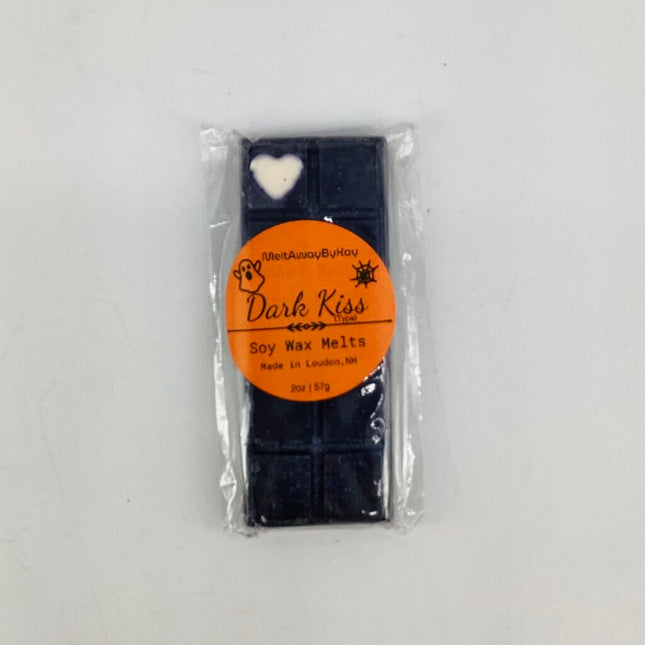 MeltAwayByKay
Dark Kiss
(Type)
Soy Wax Melts
Made in Loudon, NH
2oz | 57g